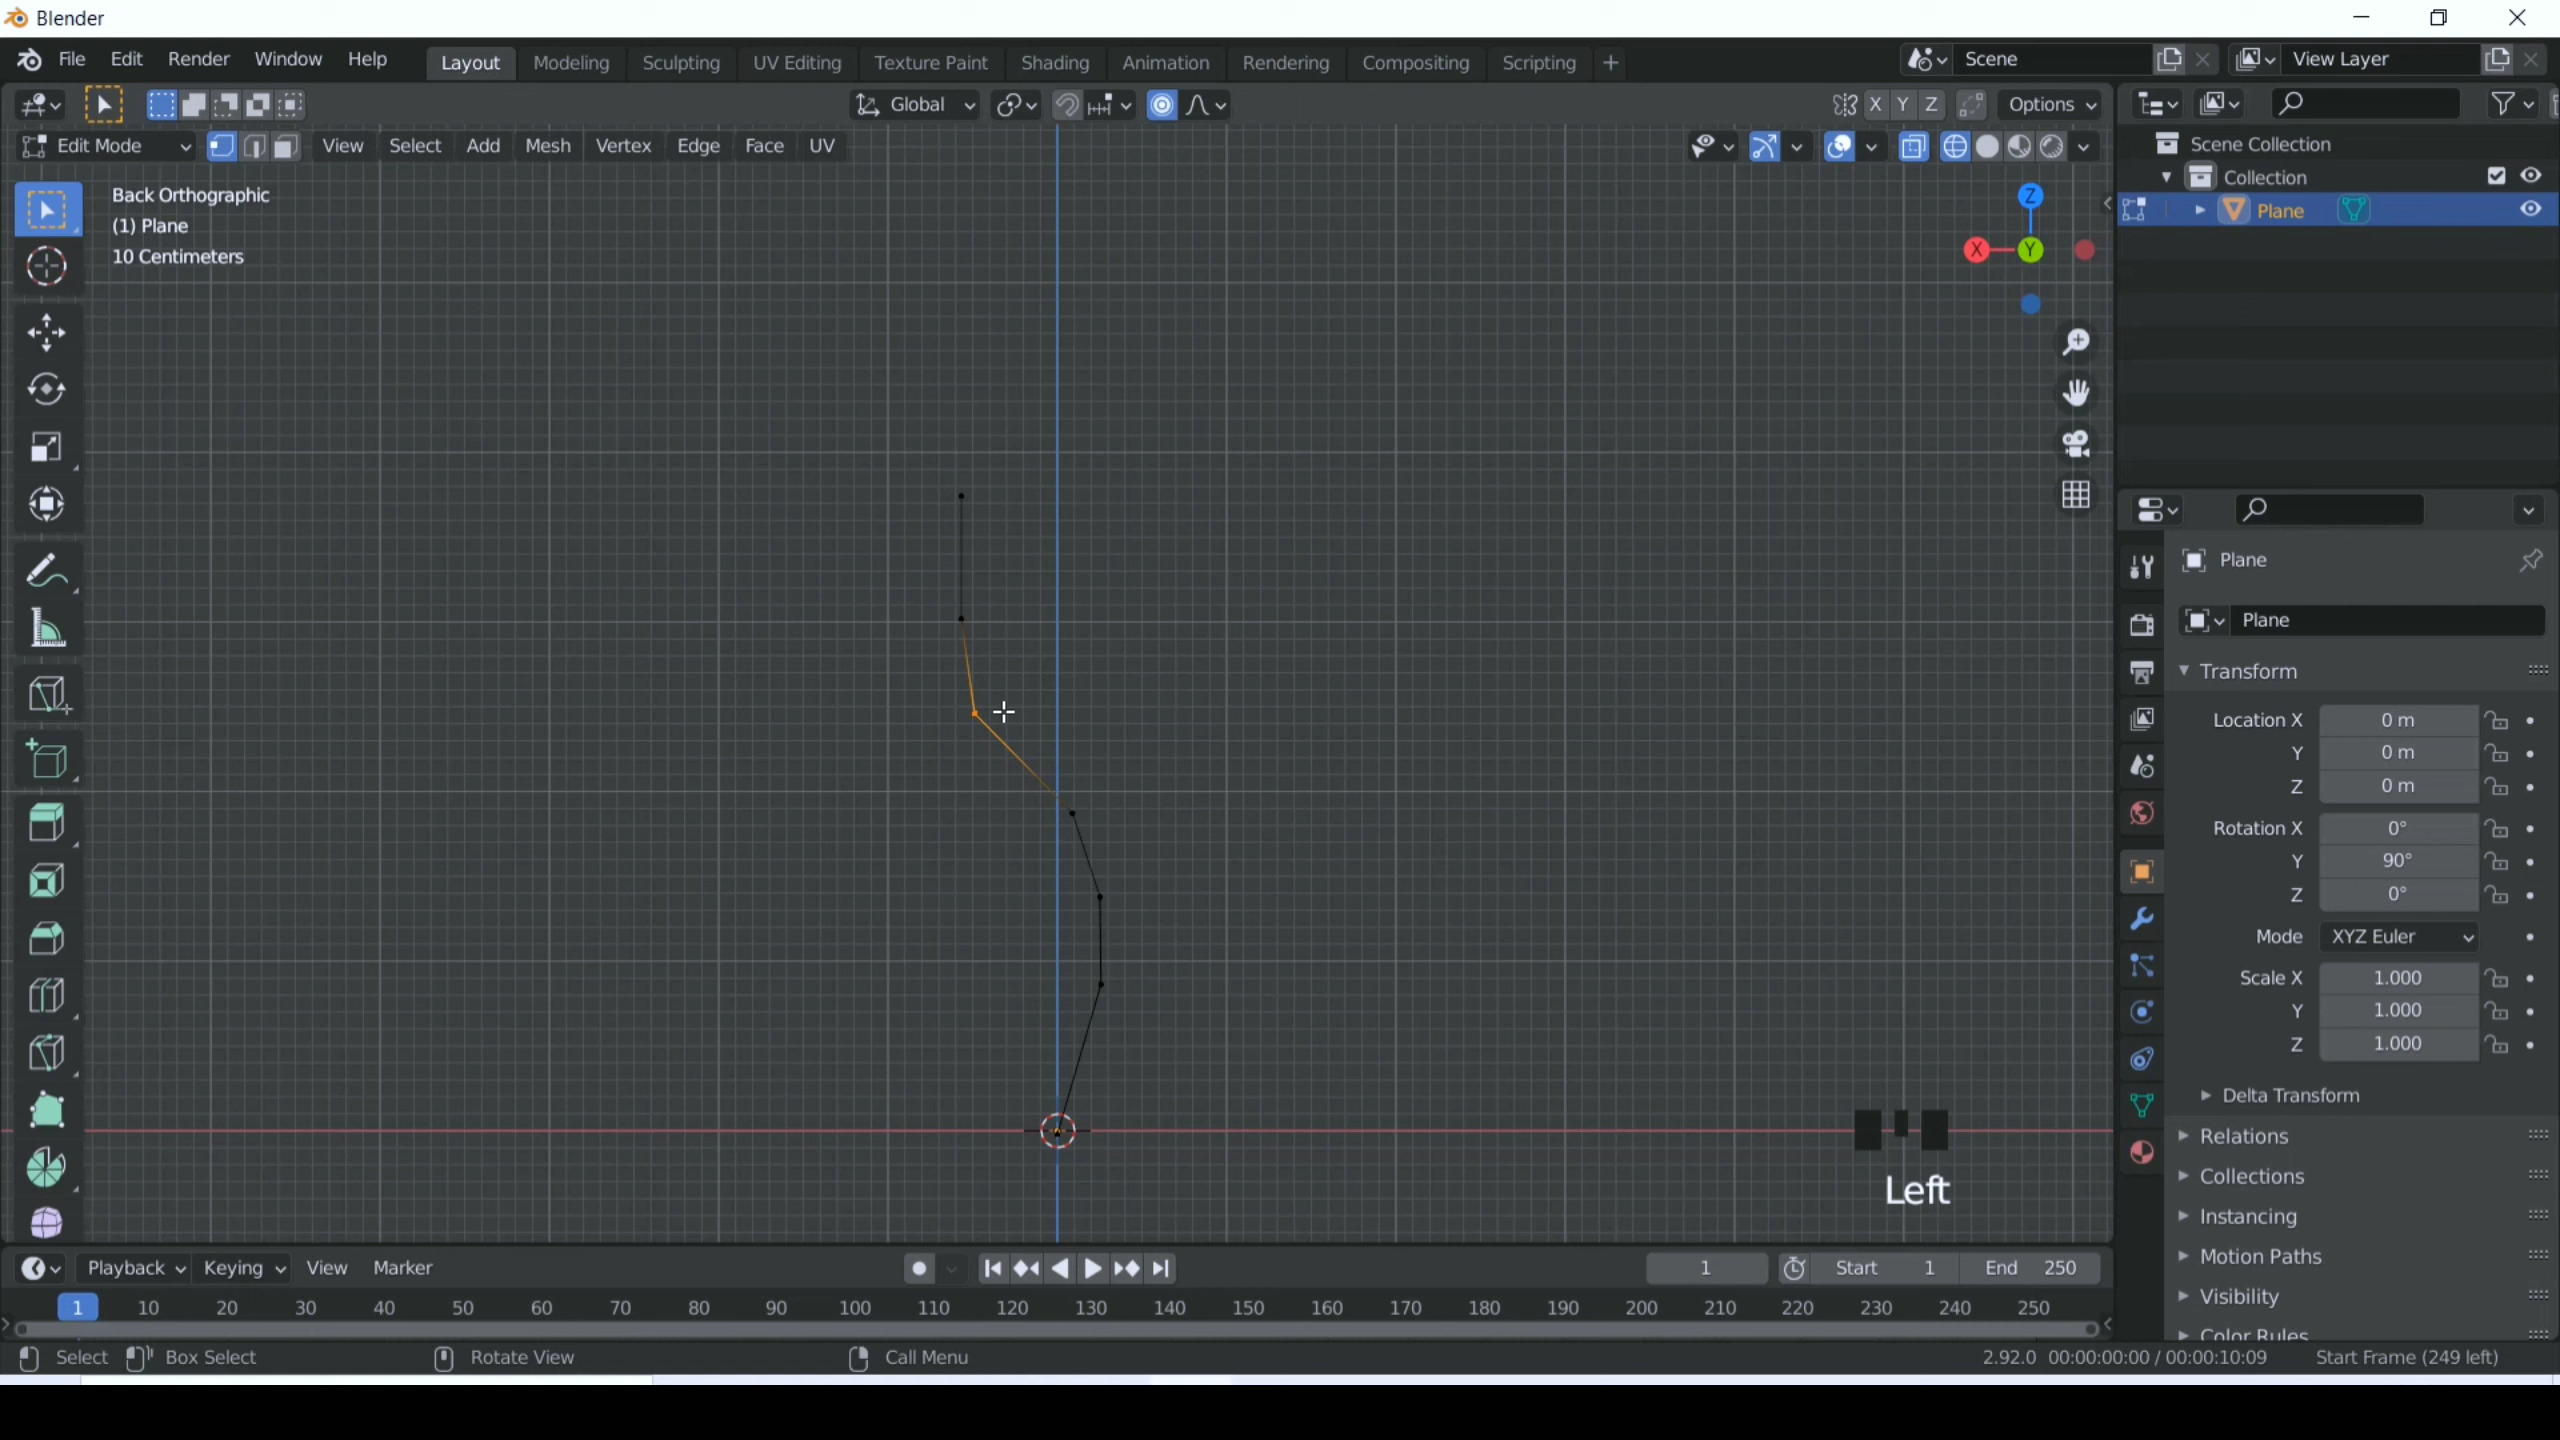 Blender
File Edit Render Window Help Layout Modeling Sculpting UV Editing Texture Paint Shading Animation Rendering Compositing Scripting + Scene View Layer
Global X Y Z Options
Edit Mode View Select Add Mesh Vertex Edge Face UV
Scene Collection
Collection
Plane
Back Orthographic
(1) Plane
10 Centimeters
Z
X Y
Plane
Plane
Transform
Location X 0 m
Y 0 m
Z 0 m
Rotation X 0°
Y 90°
Z 0°
Mode XYZ Euler
Scale X 1.000
Y 1.000
Z 1.000
Delta Transform
Relations
Collections
Instancing
Motion Paths
Visibility
Color Rules
Left
Playback Keying View Marker 1 Start 1 End 250
1 10 20 30 40 50 60 70 80 90 100 110 120 130 140 150 160 170 180 190 200 210 220 230 240 250
Select Box Select Rotate View Call Menu 2.92.0 00:00:00:00 / 00:00:10:09 Start Frame (249 left)